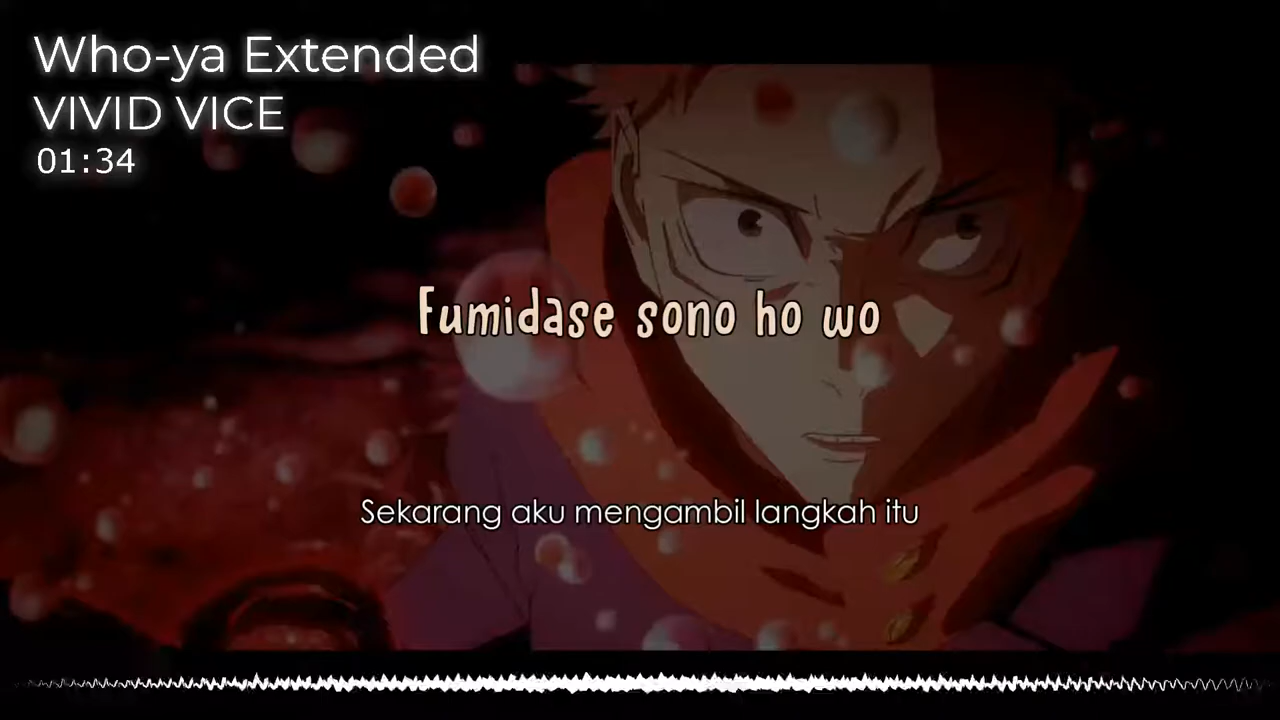 Who-ya Extended
VIVID VICE
01:34
Fumidase sono ho wo
Sekarang aku mengambil langkah itu